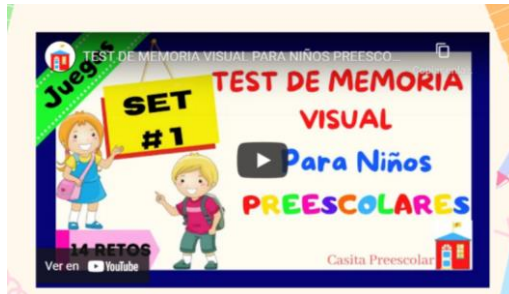 TEST DE MEMORIA VISUAL PARA NIÑOS PREESCO...
Juegos
SET
#1
TEST DE MEMORIA
VISUAL
Para Niños
PREESCOLARES
14 RETOS
Casita Preescolar
Ver en YouTube